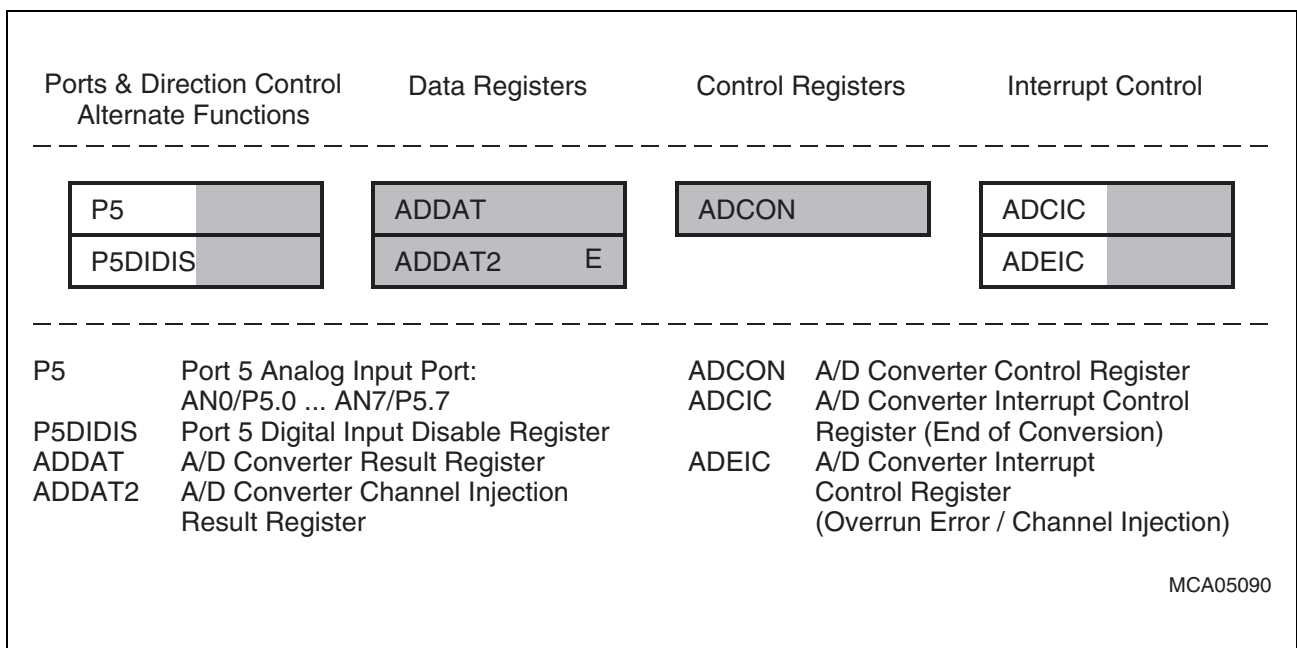 Ports & Direction Control
Alternate Functions
Data Registers
Control Registers
Interrupt Control
P5
P5DIDIS
ADDAT
ADDAT2 E
ADCON
ADCIC
ADEIC
P5 Port 5 Analog Input Port:
AN0/P5.0 ... AN7/P5.7
P5DIDIS Port 5 Digital Input Disable Register
ADDAT A/D Converter Result Register
ADDAT2 A/D Converter Channel Injection
Result Register
ADCON A/D Converter Control Register
ADCIC A/D Converter Interrupt Control
Register (End of Conversion)
ADEIC A/D Converter Interrupt
Control Register
(Overrun Error / Channel Injection)
MCA05090